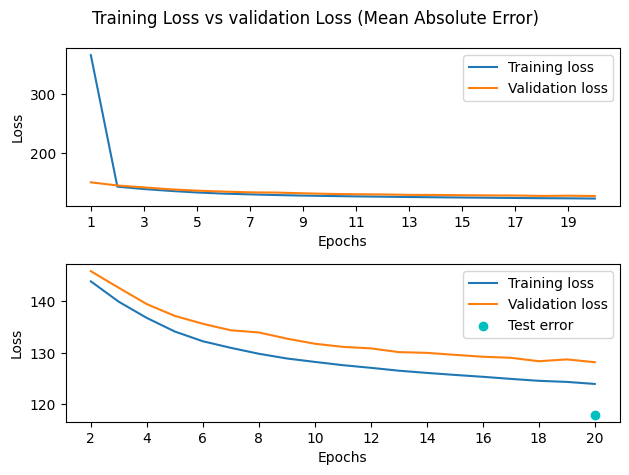 Training Loss vs validation Loss (Mean Absolute Error)
300
200
Loss
Training loss
Validation loss
1 3 5 7 9 11 13 15 17 19
Epochs
140
130
120
Loss
Training loss
Validation loss
Test error
2 4 6 8 10 12 14 16 18 20
Epochs